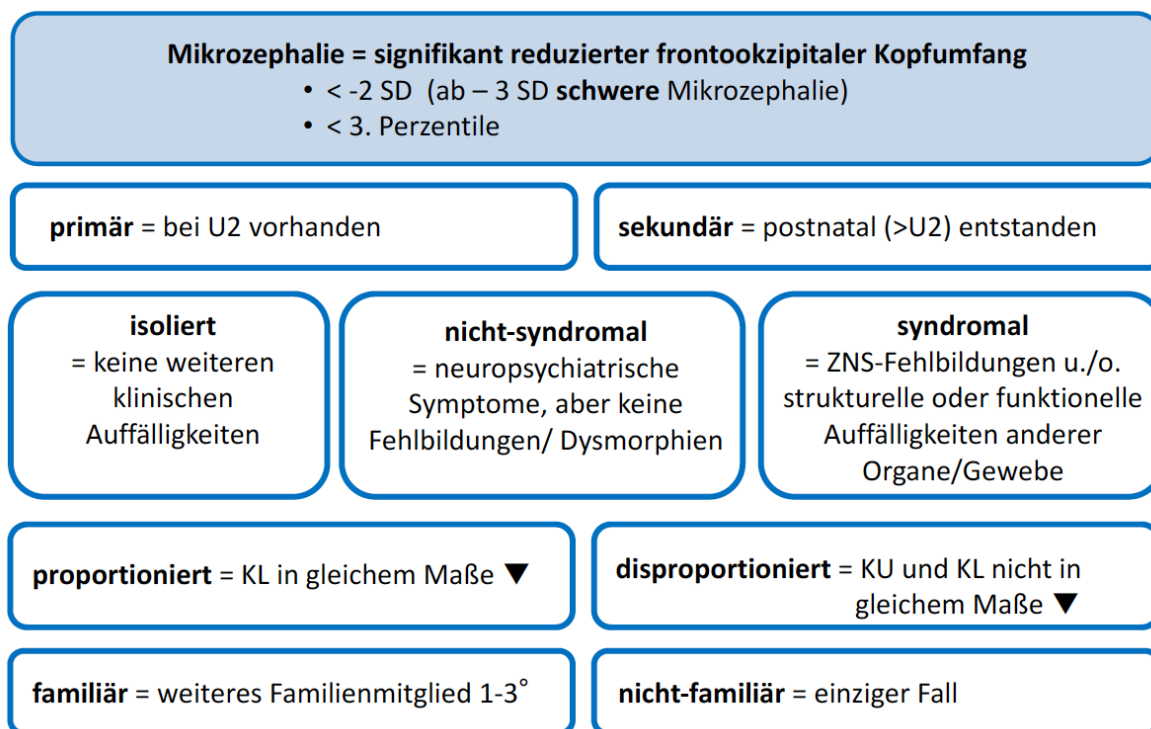 Mikrozephalie = signifikant reduzierter frontookzipitaler Kopfumfang
• < -2 SD (ab – 3 SD schwere Mikrozephalie)
• < 3. Perzentile
primär = bei U2 vorhanden
sekundär = postnatal (>U2) entstanden
isoliert
= keine weiteren
klinischen
Auffälligkeiten
nicht-syndromal
= neuropsychiatrische
Symptome, aber keine
Fehlbildungen/ Dysmorphien
syndromal
= ZNS-Fehlbildungen u./o.
strukturelle oder funktionelle
Auffälligkeiten anderer
Organe/Gewebe
proportioniert = KL in gleichem Maße ▼
disproportioniert = KU und KL nicht in
gleichem Maße ▼
familiär = weiteres Familienmitglied 1-3°
nicht-familiär = einziger Fall